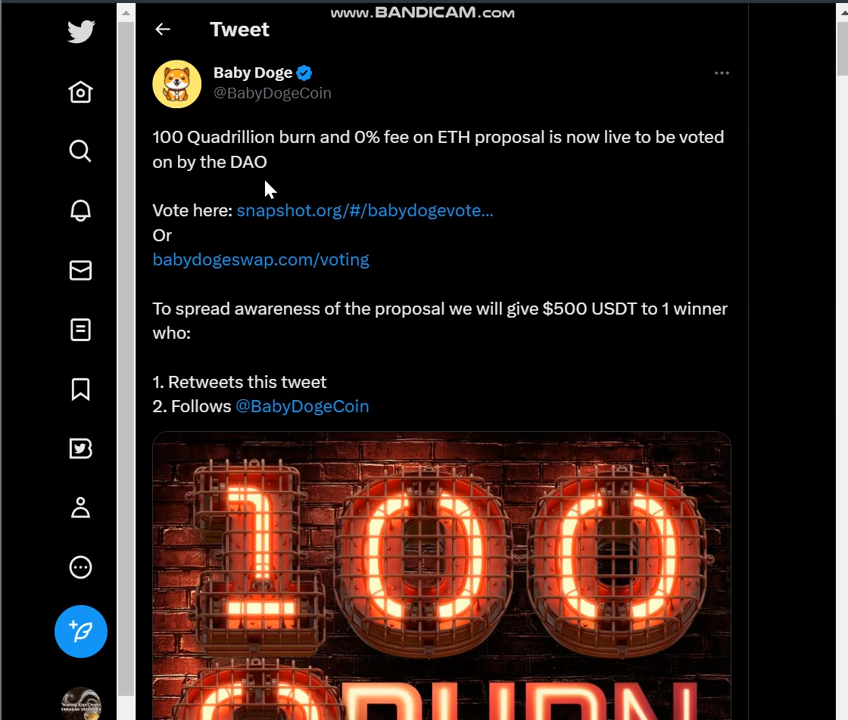 www.BANDICAM.com
Tweet
Baby Doge
@BabyDogeCoin
100 Quadrillion burn and 0% fee on ETH proposal is now live to be voted
on by the DAO
Vote here: snapshot.org/#/babydogevote...
Or
babydogeswap.com/voting
To spread awareness of the proposal we will give $500 USDT to 1 winner
who:
1. Retweets this tweet
2. Follows @BabyDogeCoin
100
BURN